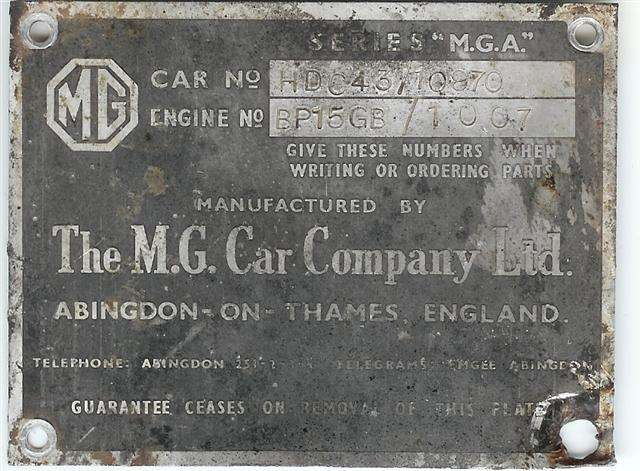 SERIES "M.G.A."
MG
CAR No HDC43/10870
ENGINE No BP15GB / 1007
GIVE THESE NUMBERS WHEN
WRITING OR ORDERING PARTS
MANUFACTURED BY
The M.G. Car Company Ltd.
ABINGDON-ON-THAMES, ENGLAND.
TELEPHONE: ABINGDON TELEGRAMS: EMGEE ABINGDON
GUARANTEE CEASES ON REMOVAL OF THIS PLATE